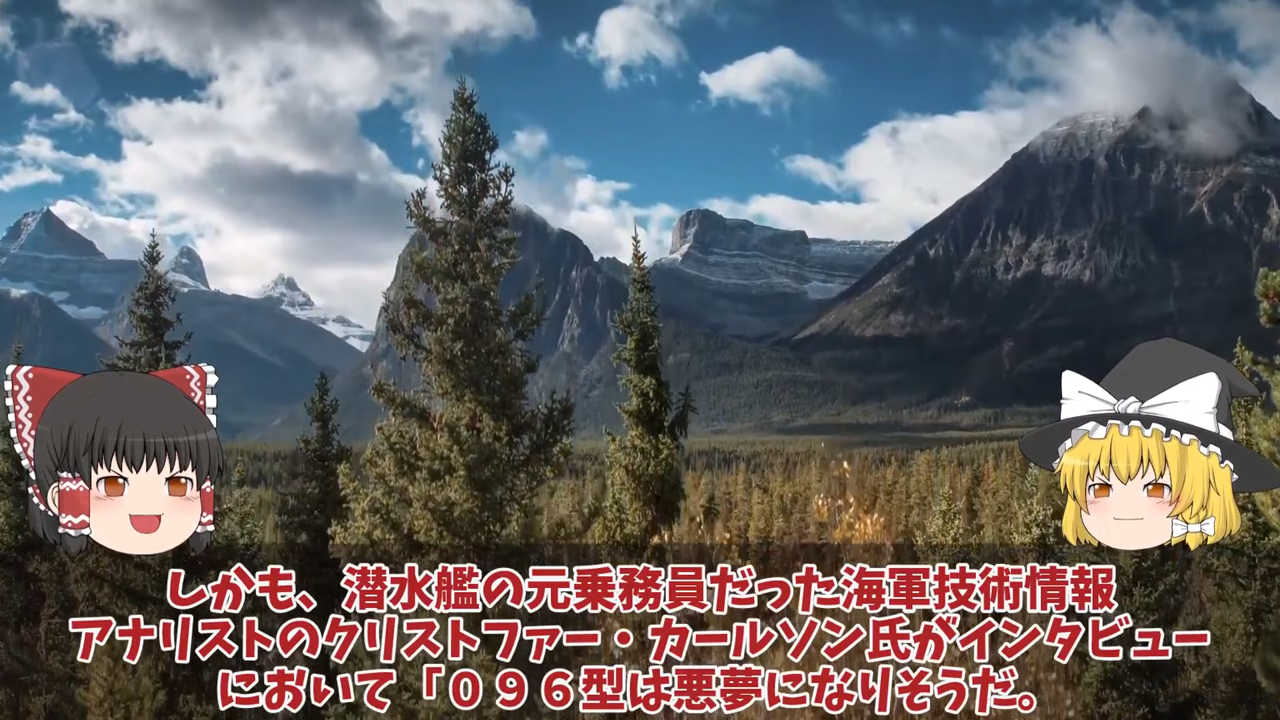 しかも、潜水艦の元乗務員だった海軍技術情報
アナリストのクリストファー・カールソン氏がインタビュー
において「０９６型は悪夢になりそうだ。